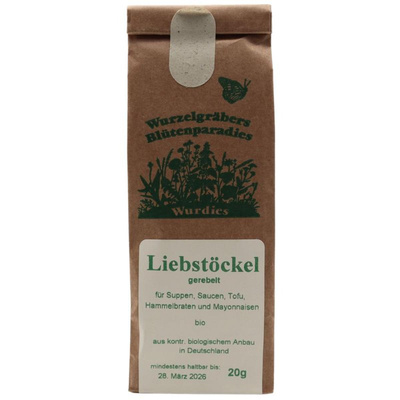 Wurzelgräbers
Blütenparadies
Wurdies
Liebstöckel
gerebelt
für Suppen, Saucen, Tofu,
Hammelbraten und Mayonnaisen
bio
aus kontr. biologischem Anbau
in Deutschland
mindestens haltbar bis:
28. März 2026 20g